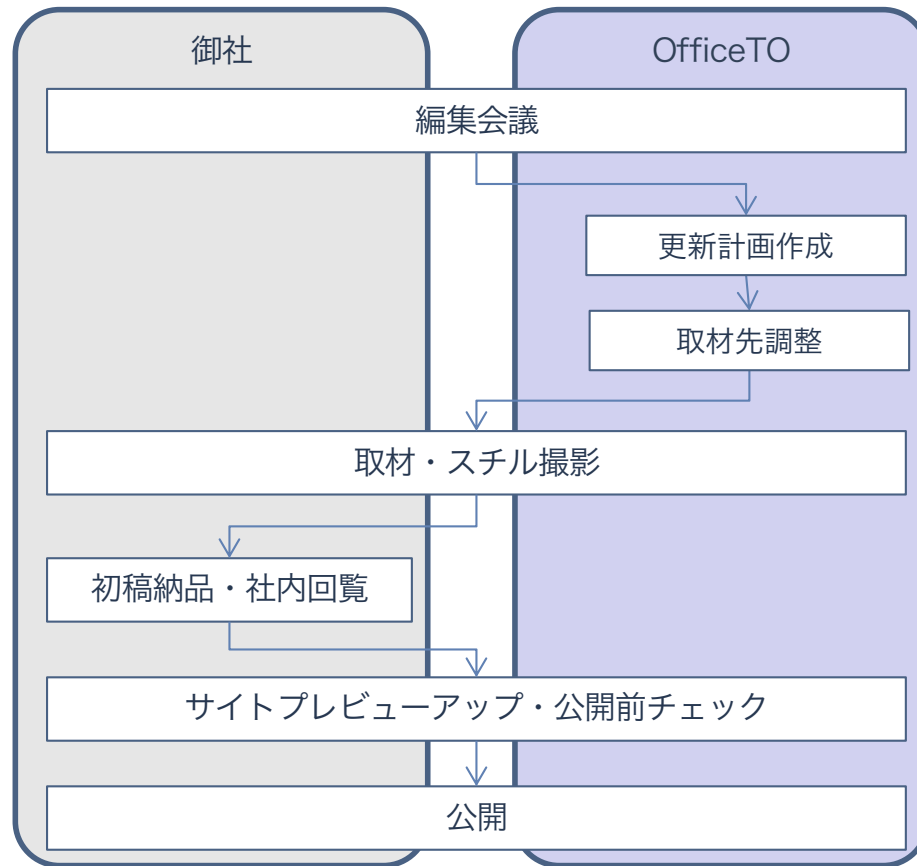 御社
OfficeTO
編集会議
更新計画作成
取材先調整
取材・スチル撮影
初稿納品・社内回覧
サイトプレビューアップ・公開前チェック
公開